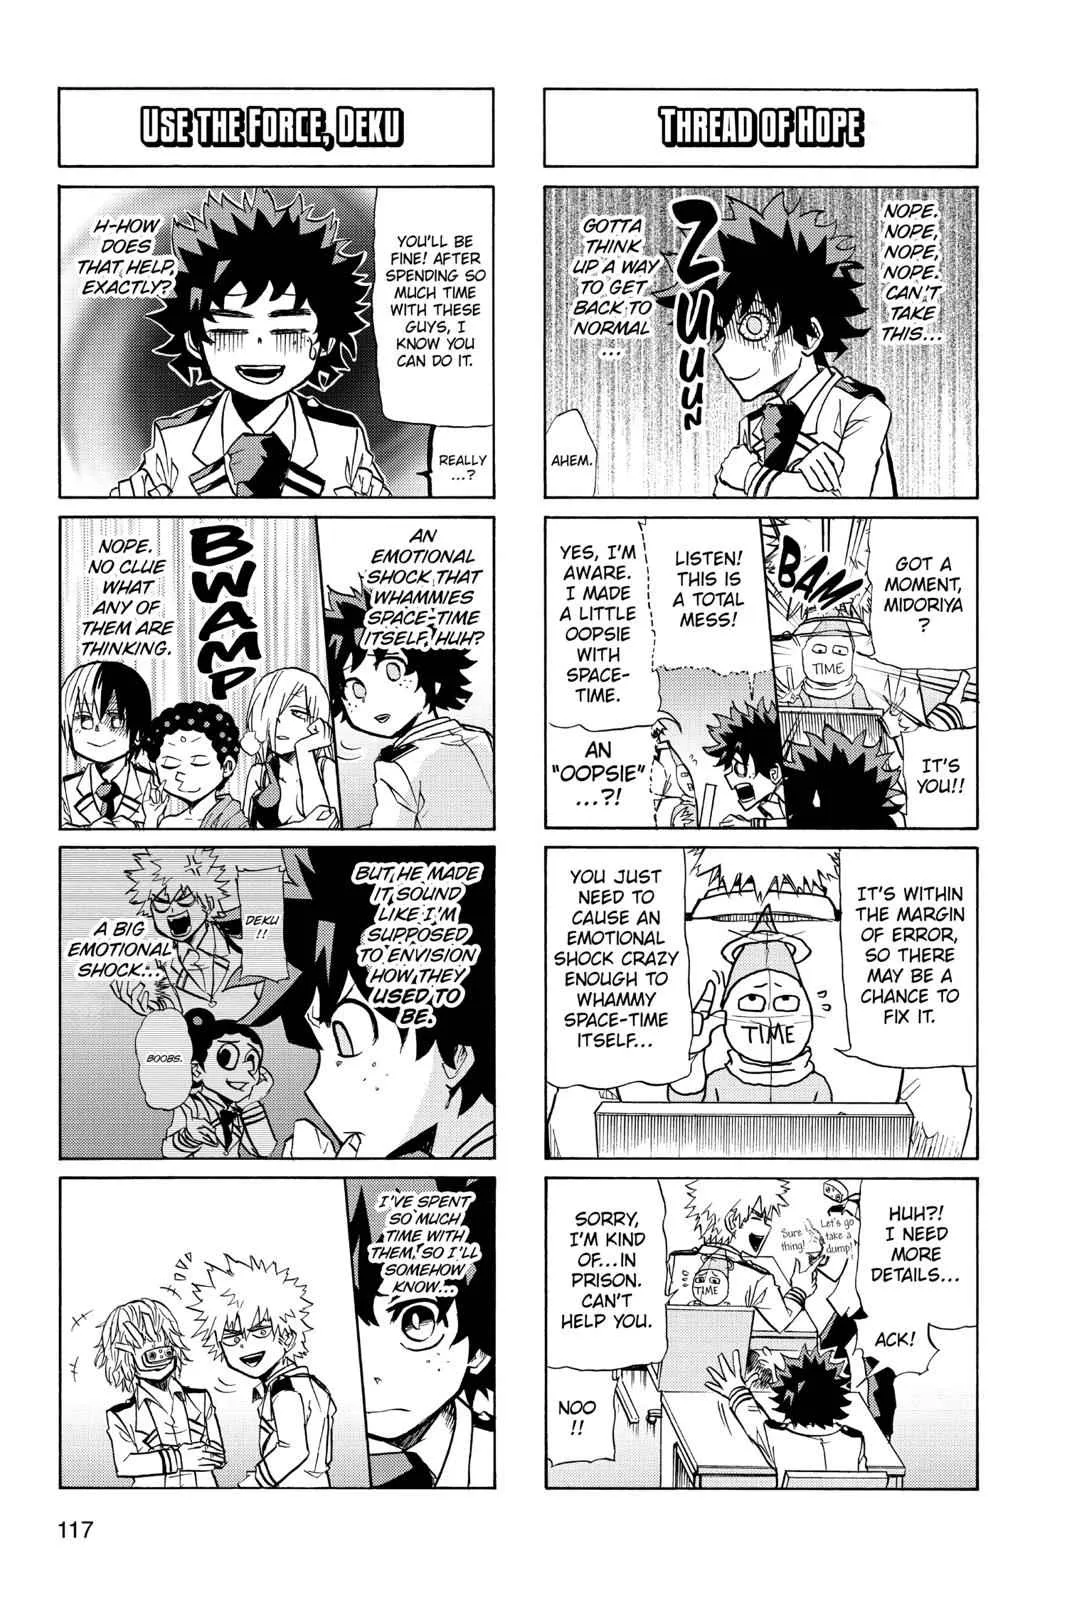 THREAD OF HOPE
NOPE.
NOPE,
NOPE,
NOPE.
CAN'T
TAKE
THIS...
ZUUUN
GOTTA
THINK
UP A WAY
TO GET
BACK TO
NORMAL
...
AHEM.
GOT A
MOMENT,
MIDORIYA
?
BAM
TIME
IT'S
YOU!!
LISTEN!
THIS IS
A TOTAL
MESS!
YES, I'M
AWARE.
I MADE
A LITTLE
OOPSIE
WITH
SPACE-
TIME.
AN
"OOPSIE"
...?!
IT'S WITHIN
THE MARGIN
OF ERROR,
SO THERE
MAY BE A
CHANCE TO
FIX IT.
YOU JUST
NEED TO
CAUSE AN
EMOTIONAL
SHOCK CRAZY
ENOUGH TO
WHAMMY
SPACE-TIME
ITSELF...
TIME
HUH?!
I NEED
MORE
DETAILS...
Let's go
take a
dump!
Sure
thing!
TIME
ACK!
SORRY,
I'M KIND
OF...IN
PRISON.
CAN'T
HELP YOU.
NOO
!!
USE THE FORCE, DEKU
YOU'LL BE
FINE! AFTER
SPENDING SO
MUCH TIME
WITH THESE
GUYS, I
KNOW YOU
CAN DO IT.
H-HOW
DOES
THAT HELP,
EXACTLY?
REALLY
...?
AN
EMOTIONAL
SHOCK THAT
WHAMMIES
SPACE-TIME
ITSELF, HUH?
BWAMP
NOPE.
NO CLUE
WHAT
ANY OF
THEM ARE
THINKING.
BUT HE MADE
IT SOUND
LIKE I'M
SUPPOSED
TO ENVISION
HOW THEY
USED TO
BE.
DEKU
!!
A BIG
EMOTIONAL
SHOCK...
BOOBS.
I'VE SPENT
SO MUCH
TIME WITH
THEM, SO I'LL
SOMEHOW
KNOW...
117